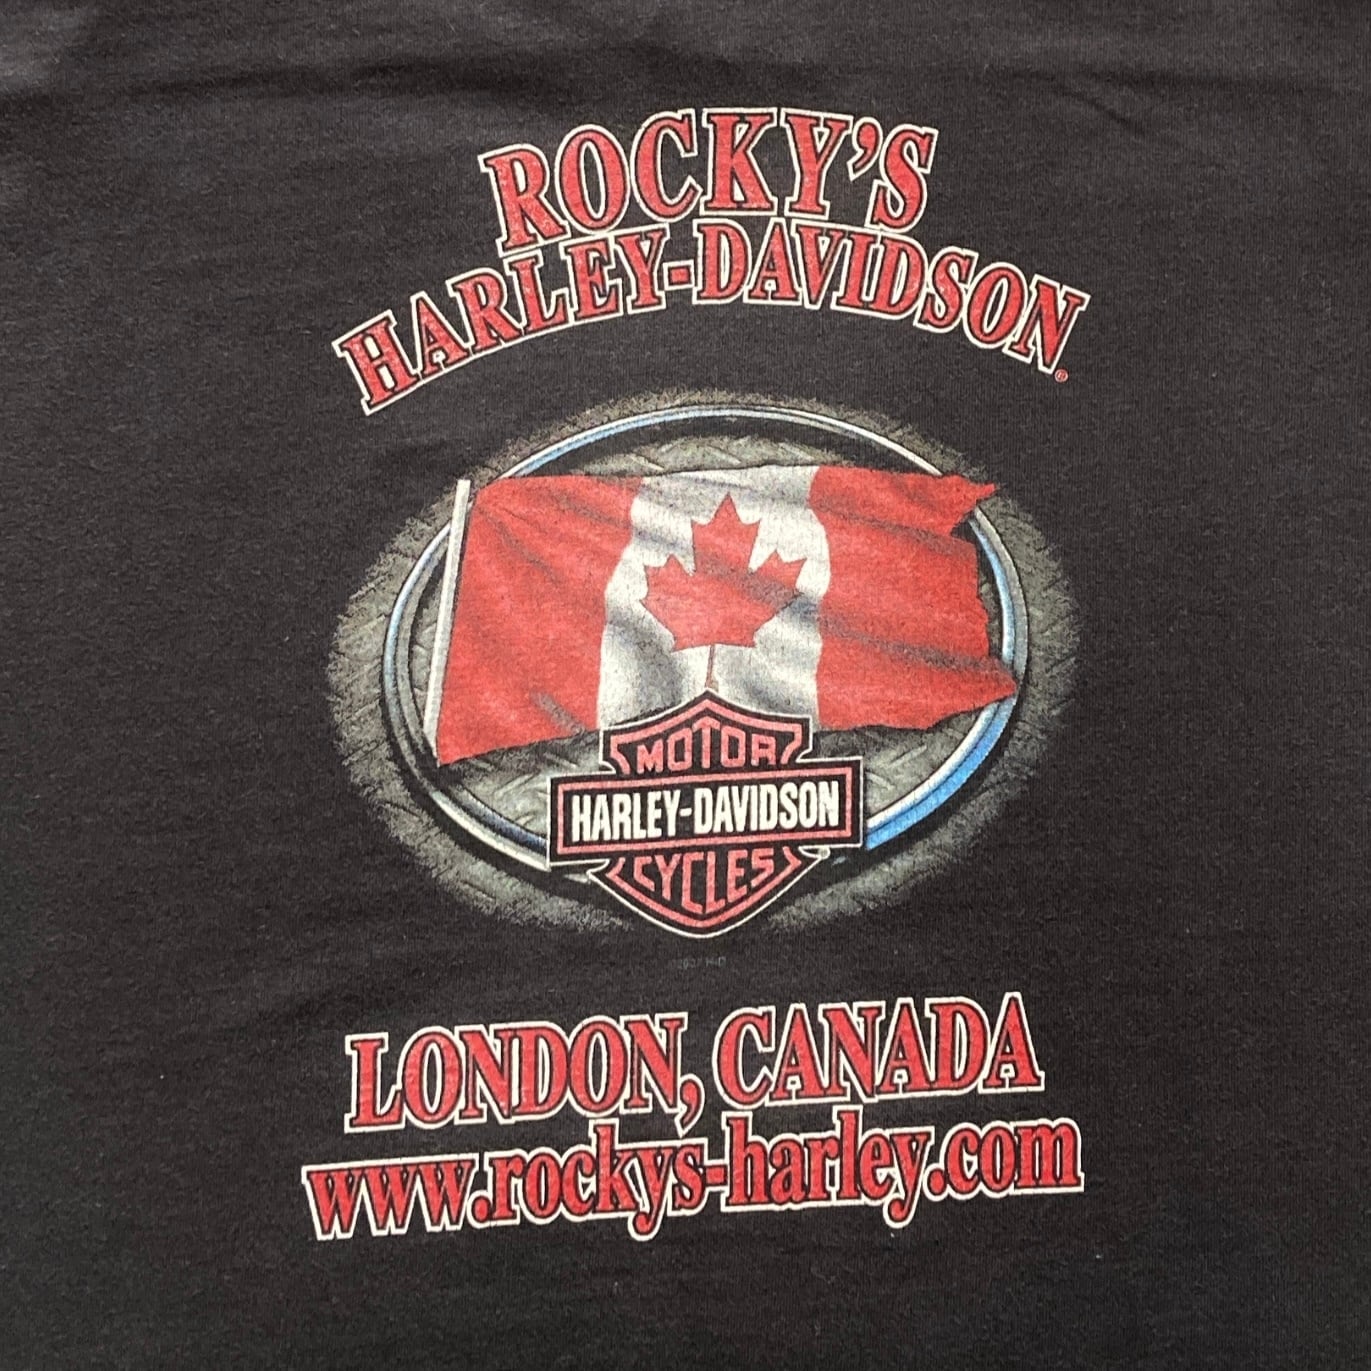 ROCKY'S
HARLEY-DAVIDSON®
MOTOR
HARLEY-DAVIDSON
CYCLES
LONDON, CANADA
www.rockys-harley.com